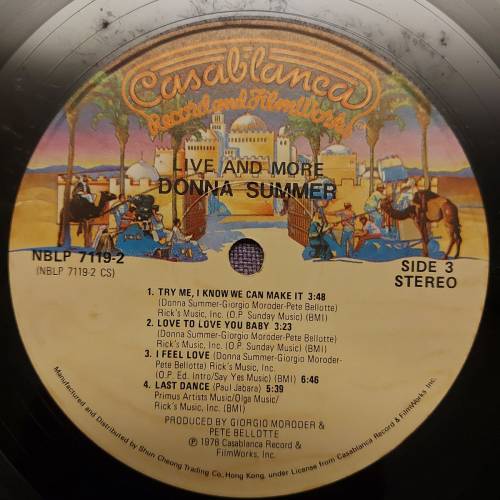 Casablanca
Record and FilmWorks
LIVE AND MORE
DONNA SUMMER
NBLP 7119-2
(NBLP 7119-2 CS)
SIDE 3
STEREO
1. TRY ME, I KNOW WE CAN MAKE IT 3:48
(Donna Summer-Giorgio Moroder-Pete Bellotte)
Rick's Music, Inc. (O.P. Sunday Music) (BMI)
2. LOVE TO LOVE YOU BABY 3:23
(Donna Summer-Giorgio Moroder-Pete Bellotte)
Rick's Music, Inc. (O.P. Sunday Music) (BMI)
3. I FEEL LOVE (Donna Summer-Giorgio Moroder-
Pete Bellotte) Rick's Music, Inc.
(O.P. Ed. Intro/Say Yes Music) (BMI) 6:46
4. LAST DANCE (Paul Jabara) 5:39
Primus Artists Music/Olga Music/
Rick's Music, Inc. (BMI)
PRODUCED BY GIORGIO MORODER &
PETE BELLOTTE
℗ 1978 Casablanca Record &
FilmWorks, Inc.
Manufactured and Distributed by Shun Cheong Trading Co., Hong Kong, under License from Casablanca Record & FilmWorks, Inc.